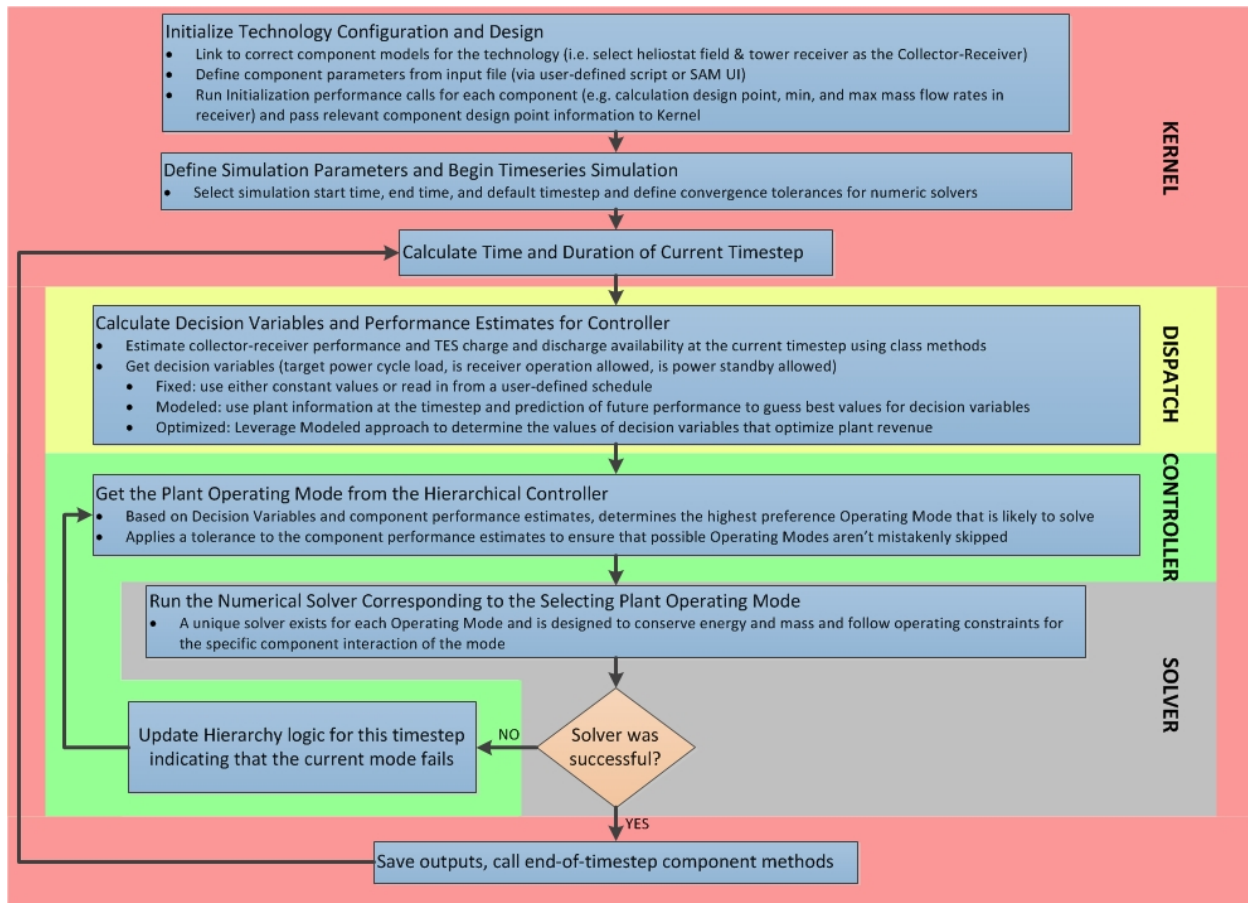 Initialize Technology Configuration and Design
• Link to correct component models for the technology (i.e. select heliostat field & tower receiver as the Collector-Receiver)
• Define component parameters from input file (via user-defined script or SAM UI)
• Run Initialization performance calls for each component (e.g. calculation design point, min, and max mass flow rates in
receiver) and pass relevant component design point information to Kernel
KERNEL
Define Simulation Parameters and Begin Timeseries Simulation
• Select simulation start time, end time, and default timestep and define convergence tolerances for numeric solvers
Calculate Time and Duration of Current Timestep
Calculate Decision Variables and Performance Estimates for Controller
• Estimate collector-receiver performance and TES charge and discharge availability at the current timestep using class methods
• Get decision variables (target power cycle load, is receiver operation allowed, is power standby allowed)
• Fixed: use either constant values or read in from a user-defined schedule
• Modeled: use plant information at the timestep and prediction of future performance to guess best values for decision variables
• Optimized: Leverage Modeled approach to determine the values of decision variables that optimize plant revenue
DISPATCH
Get the Plant Operating Mode from the Hierarchical Controller
• Based on Decision Variables and component performance estimates, determines the highest preference Operating Mode that is likely to solve
• Applies a tolerance to the component performance estimates to ensure that possible Operating Modes aren't mistakenly skipped
CONTROLLER
Run the Numerical Solver Corresponding to the Selecting Plant Operating Mode
• A unique solver exists for each Operating Mode and is designed to conserve energy and mass and follow operating constraints for
the specific component interaction of the mode
SOLVER
Solver was
successful?
NO
Update Hierarchy logic for this timestep
indicating that the current mode fails
YES
Save outputs, call end-of-timestep component methods